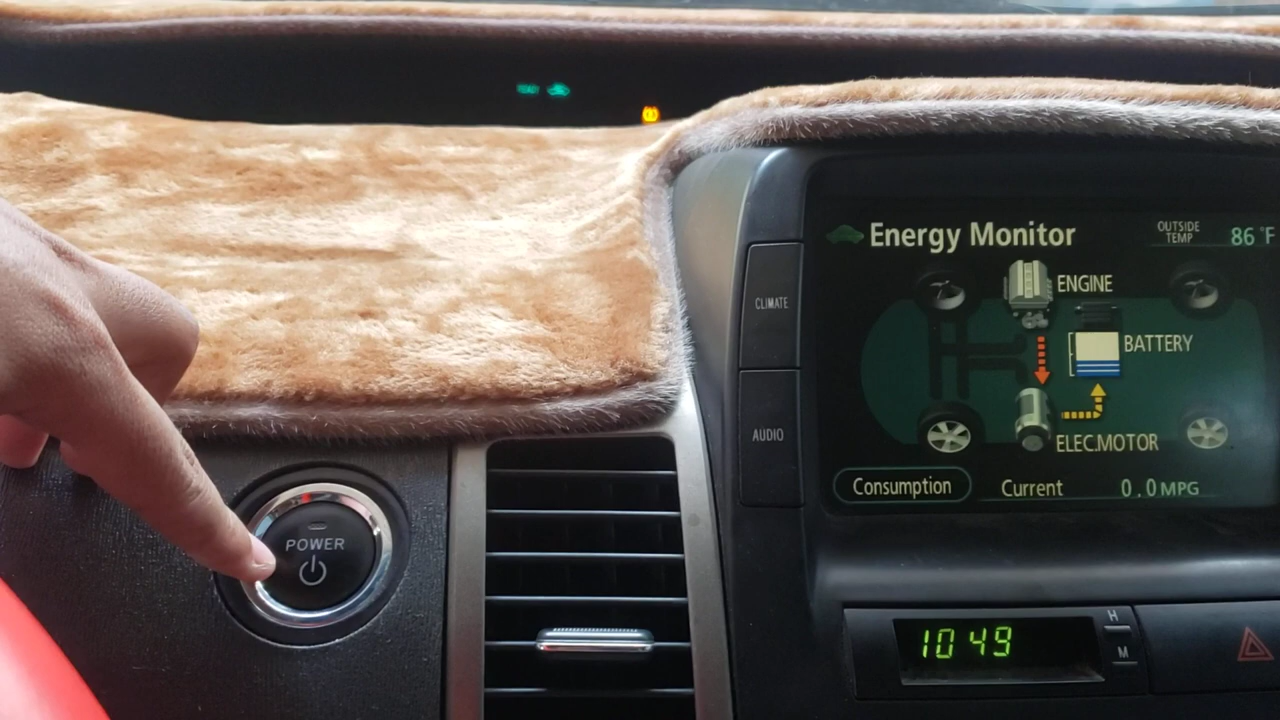 Energy Monitor
OUTSIDE
TEMP
86°F
ENGINE
CLIMATE
BATTERY
AUDIO
ELEC.MOTOR
Consumption
Current
0.0 MPG
POWER
H
M
10 49